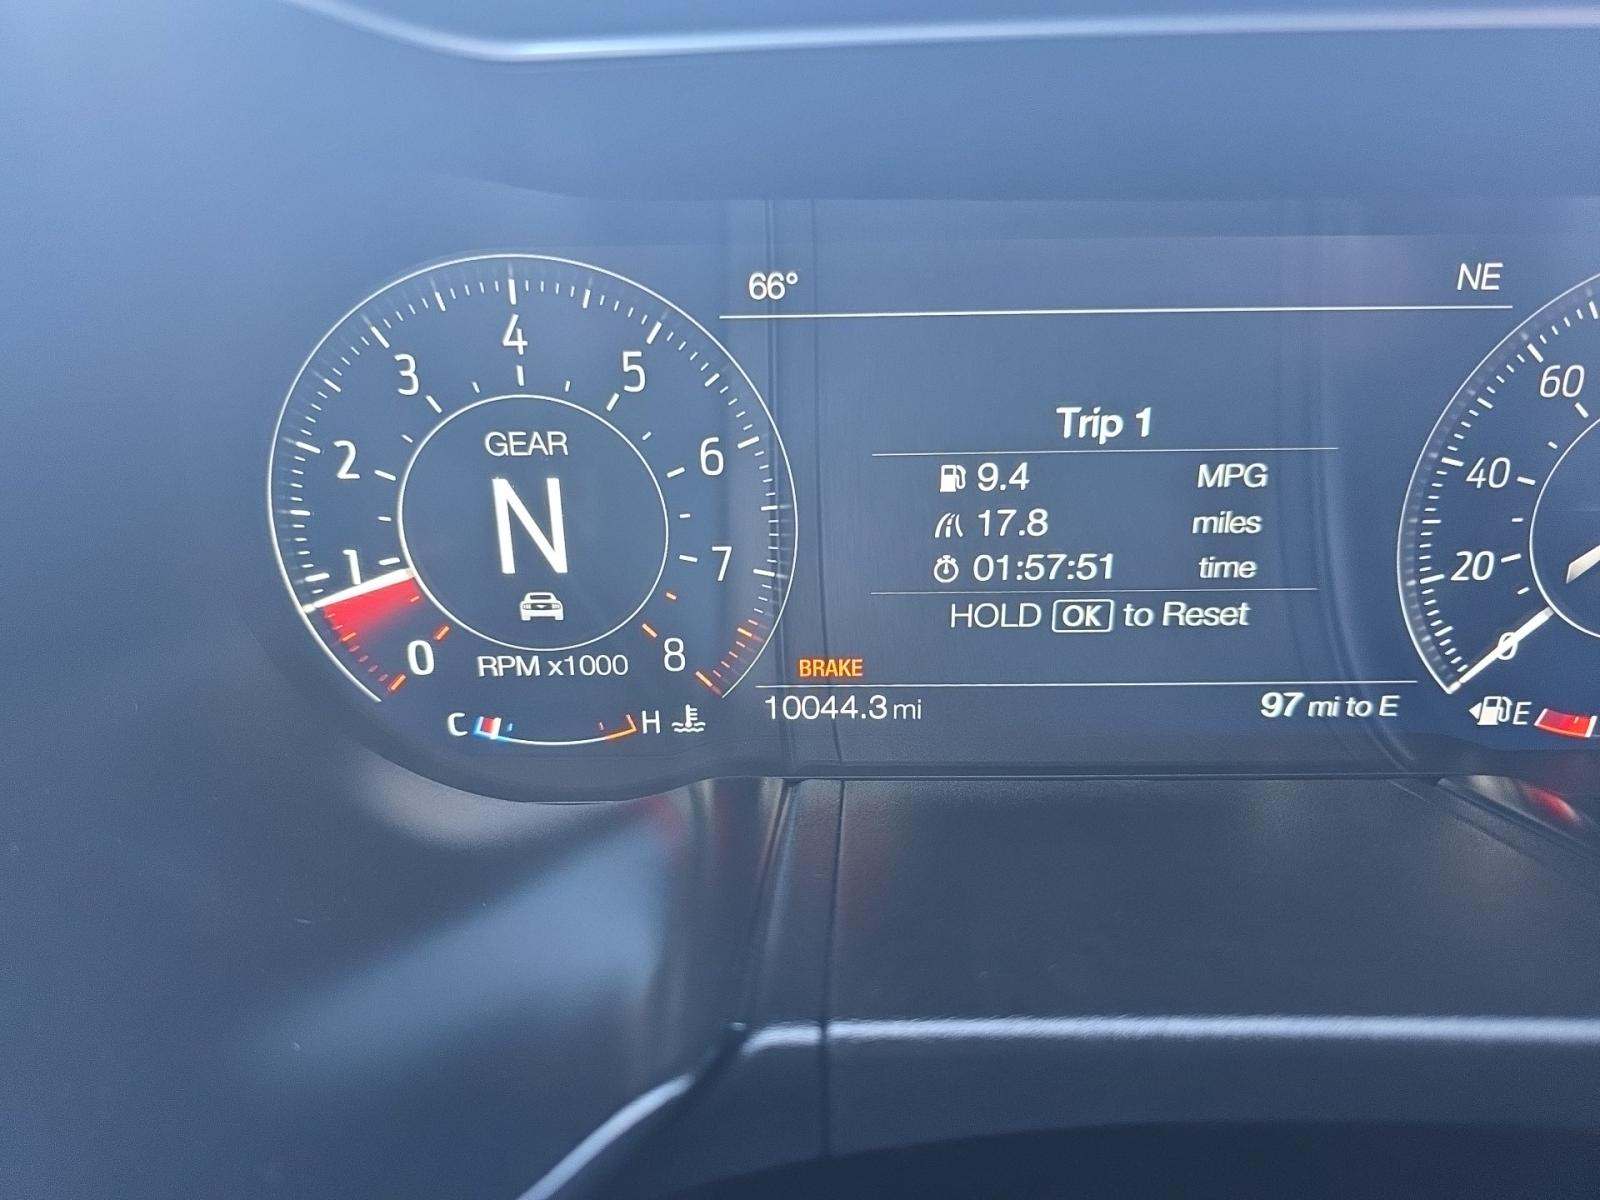 66°
NE
4
3
5
60
2
6
40
1
7
20
0
8
0
GEAR
N
RPM x1000
C
H
Trip 1
9.4 MPG
17.8 miles
01:57:51 time
HOLD OK to Reset
BRAKE
10044.3 mi
97 mi to E
E